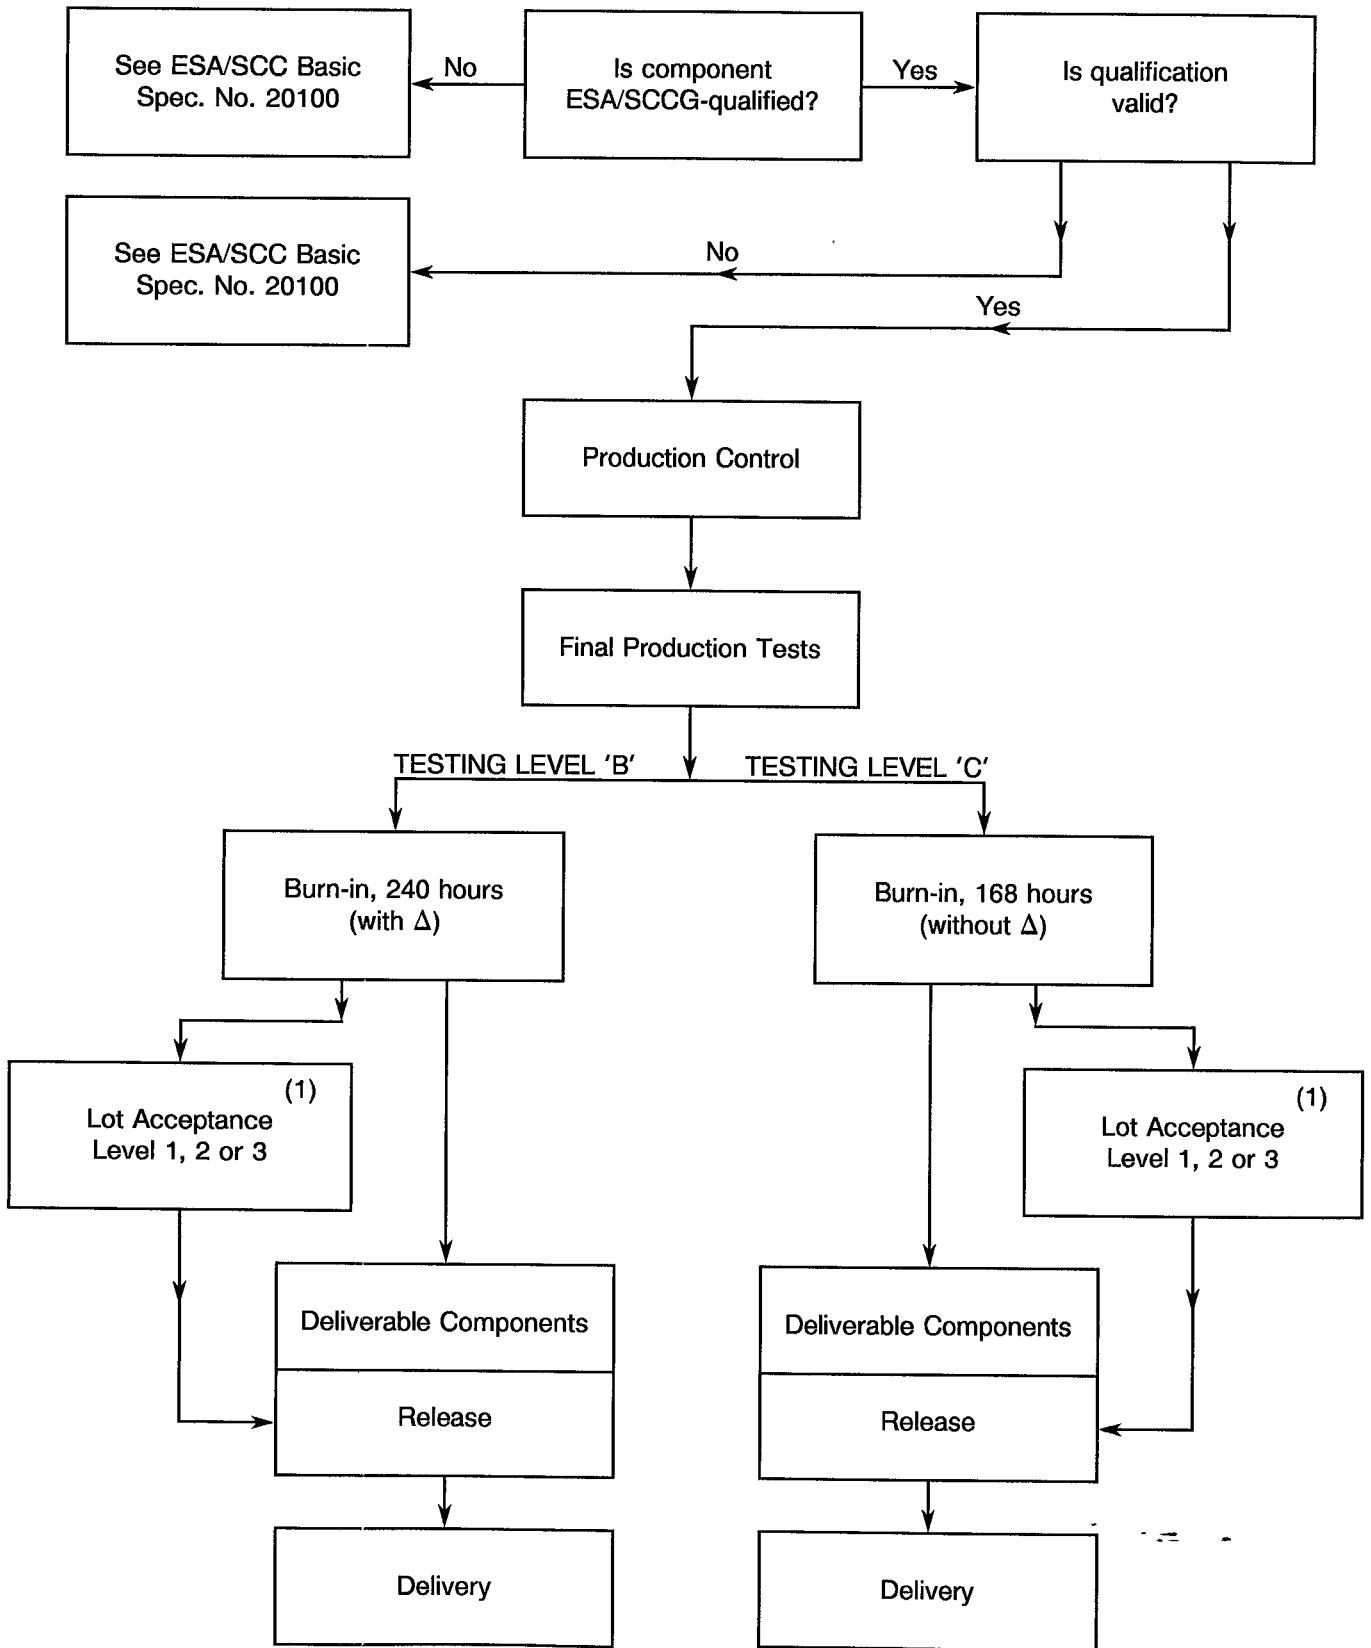 See ESA/SCC Basic
Spec. No. 20100
No
Is component
ESA/SCCG-qualified?
Yes
Is qualification
valid?
See ESA/SCC Basic
Spec. No. 20100
No
Yes
Production Control
Final Production Tests
TESTING LEVEL 'B'
TESTING LEVEL 'C'
Burn-in, 240 hours
(with Δ)
Burn-in, 168 hours
(without Δ)
(1)
Lot Acceptance
Level 1, 2 or 3
(1)
Lot Acceptance
Level 1, 2 or 3
Deliverable Components
Release
Deliverable Components
Release
Delivery
Delivery